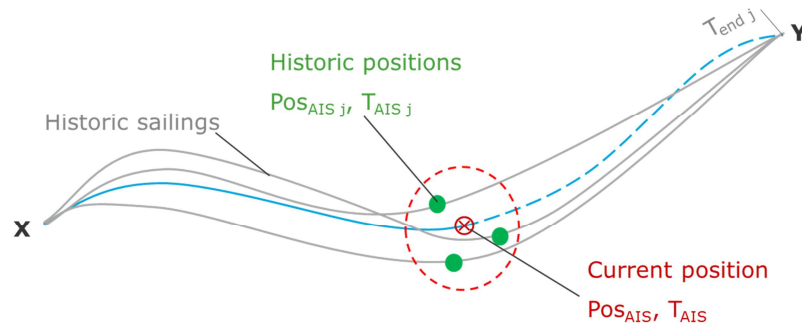 T_end j
Y
Historic positions
Pos_AIS j, T_AIS j
Historic sailings
X
Current position
Pos_AIS, T_AIS